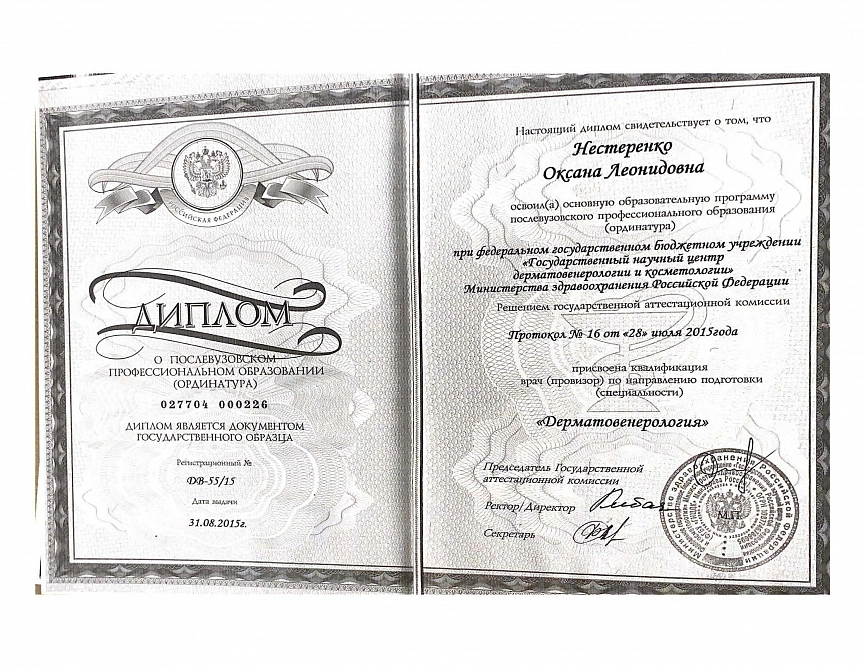 РОССИЙСКАЯ ФЕДЕРАЦИЯ
ДИПЛОМ
О ПОСЛЕВУЗОВСКОМ
ПРОФЕССИОНАЛЬНОМ ОБРАЗОВАНИИ
(ОРДИНАТУРА)
027704 000226
ДИПЛОМ ЯВЛЯЕТСЯ ДОКУМЕНТОМ
ГОСУДАРСТВЕННОГО ОБРАЗЦА
Регистрационный №
ДВ-55/15
Дата выдачи
31.08.2015г.
Настоящий диплом свидетельствует о том, что
Нестеренко
Оксана Леонидовна
освоил(а) основную образовательную программу
послевузовского профессионального образования
(ординатура)
при федеральном государственном бюджетном учреждении
«Государственный научный центр
дерматовенерологии и косметологии»
Министерства здравоохранения Российской Федерации
Решением государственной аттестационной комиссии
Протокол № 16 от «28» июля 2015года
присвоена квалификация
врач (провизор) по направлению подготовки
(специальности)
«Дерматовенерология»
Председатель Государственной
аттестационной комиссии
Ректор/Директор
Секретарь
М.П.
Министерство здравоохранения Российской Федерации